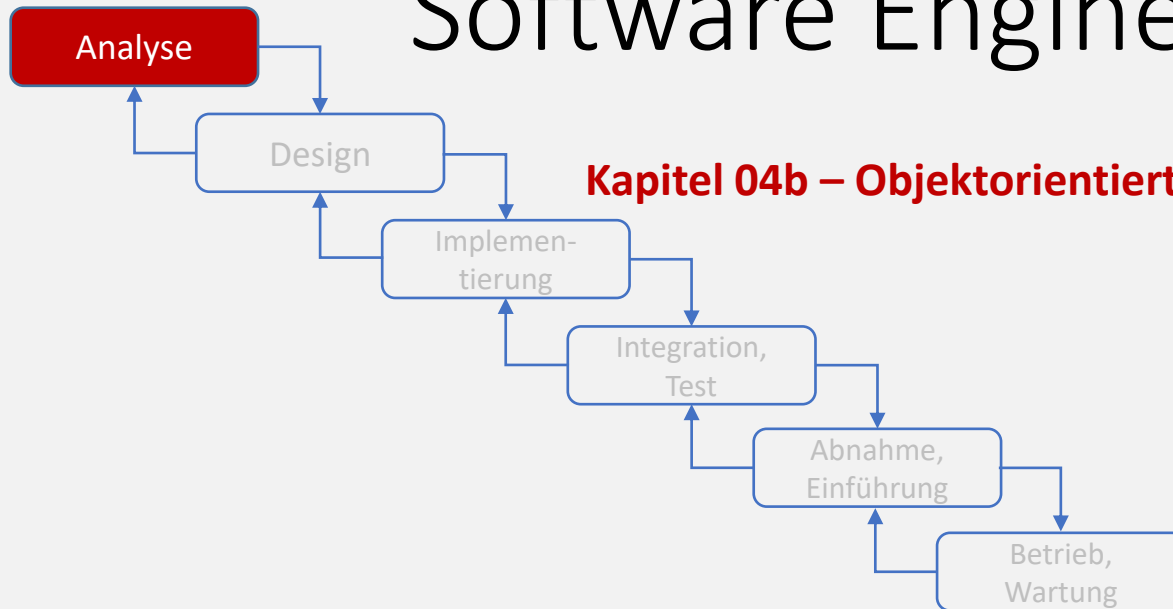 Software Engine
Analyse
Design
Kapitel 04b – Objektorientiert
Implemen-
tierung
Integration,
Test
Abnahme,
Einführung
Betrieb,
Wartung